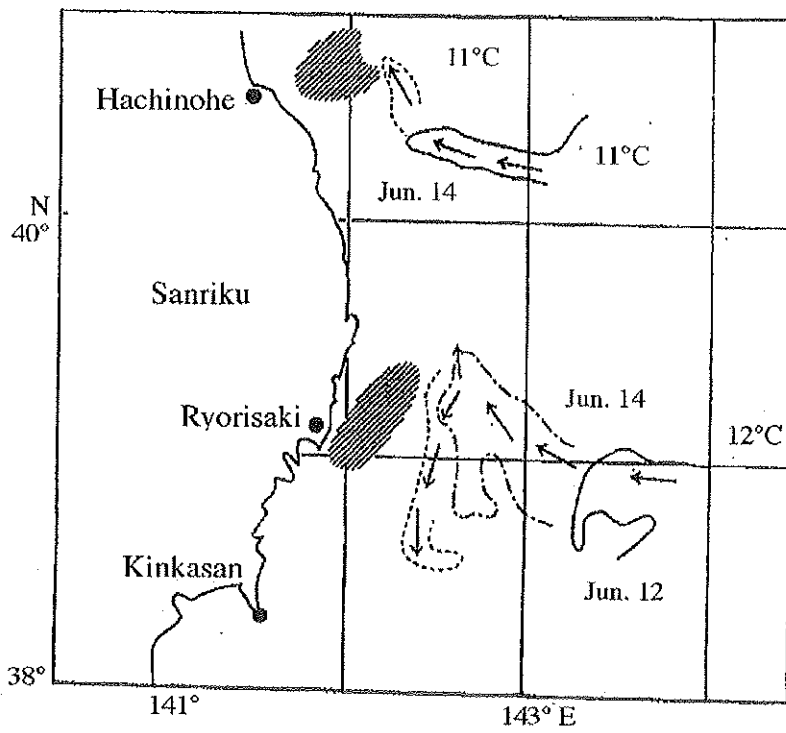 11°C
Hachinohe
11°C
Jun. 14
N
40°
Sanriku
Jun. 14
Ryorisaki
12°C
Kinkasan
Jun. 12
38°
141°
143° E